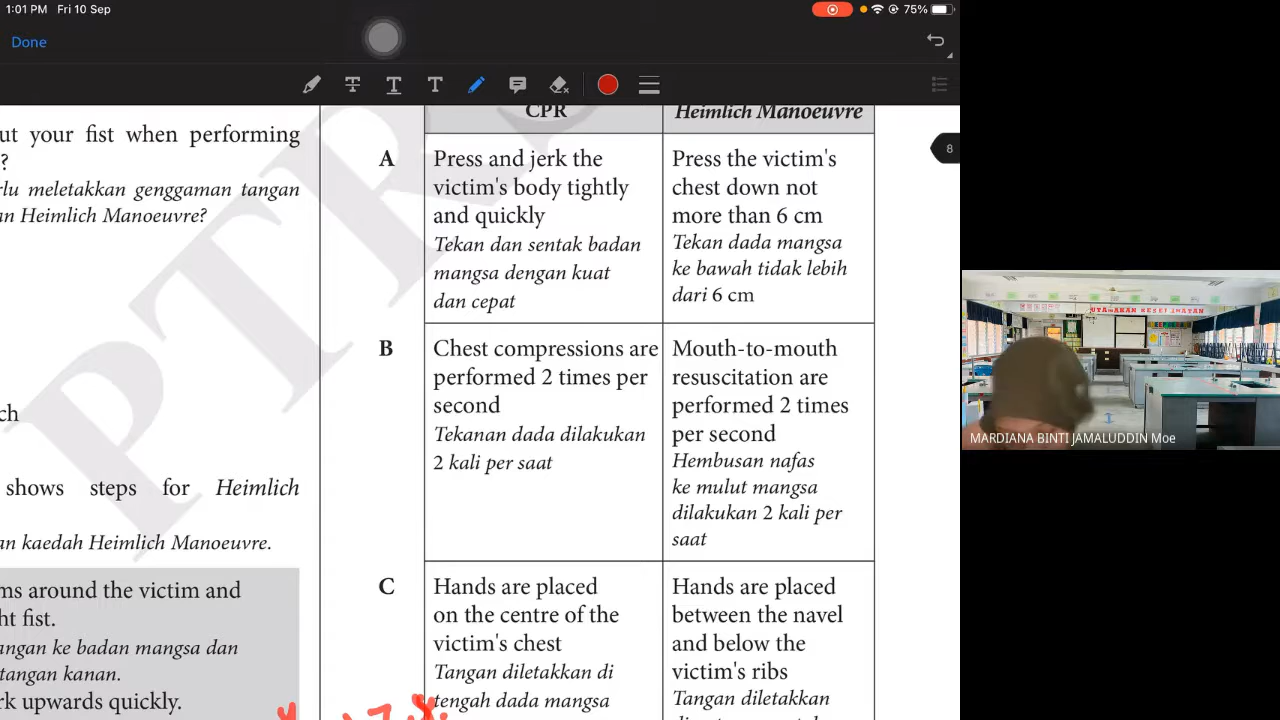 1:01 PM Fri 10 Sep
75%
Done
8
ut your fist when performing
?
rlu meletakkan genggaman tangan
an Heimlich Manoeuvre?
ch
shows steps for Heimlich
an kaedah Heimlich Manoeuvre.
ms around the victim and
ht fist.
angan ke badan mangsa dan
tangan kanan.
rk upwards quickly.
CPR
Heimlich Manoeuvre
A
Press and jerk the
victim's body tightly
and quickly
Tekan dan sentak badan
mangsa dengan kuat
dan cepat
Press the victim's
chest down not
more than 6 cm
Tekan dada mangsa
ke bawah tidak lebih
dari 6 cm
B
Chest compressions are
performed 2 times per
second
Tekanan dada dilakukan
2 kali per saat
Mouth-to-mouth
resuscitation are
performed 2 times
per second
Hembusan nafas
ke mulut mangsa
dilakukan 2 kali per
saat
C
Hands are placed
on the centre of the
victim's chest
Tangan diletakkan di
tengah dada mangsa
Hands are placed
between the navel
and below the
victim's ribs
Tangan diletakkan
PTR
MARDIANA BINTI JAMALUDDIN Moe